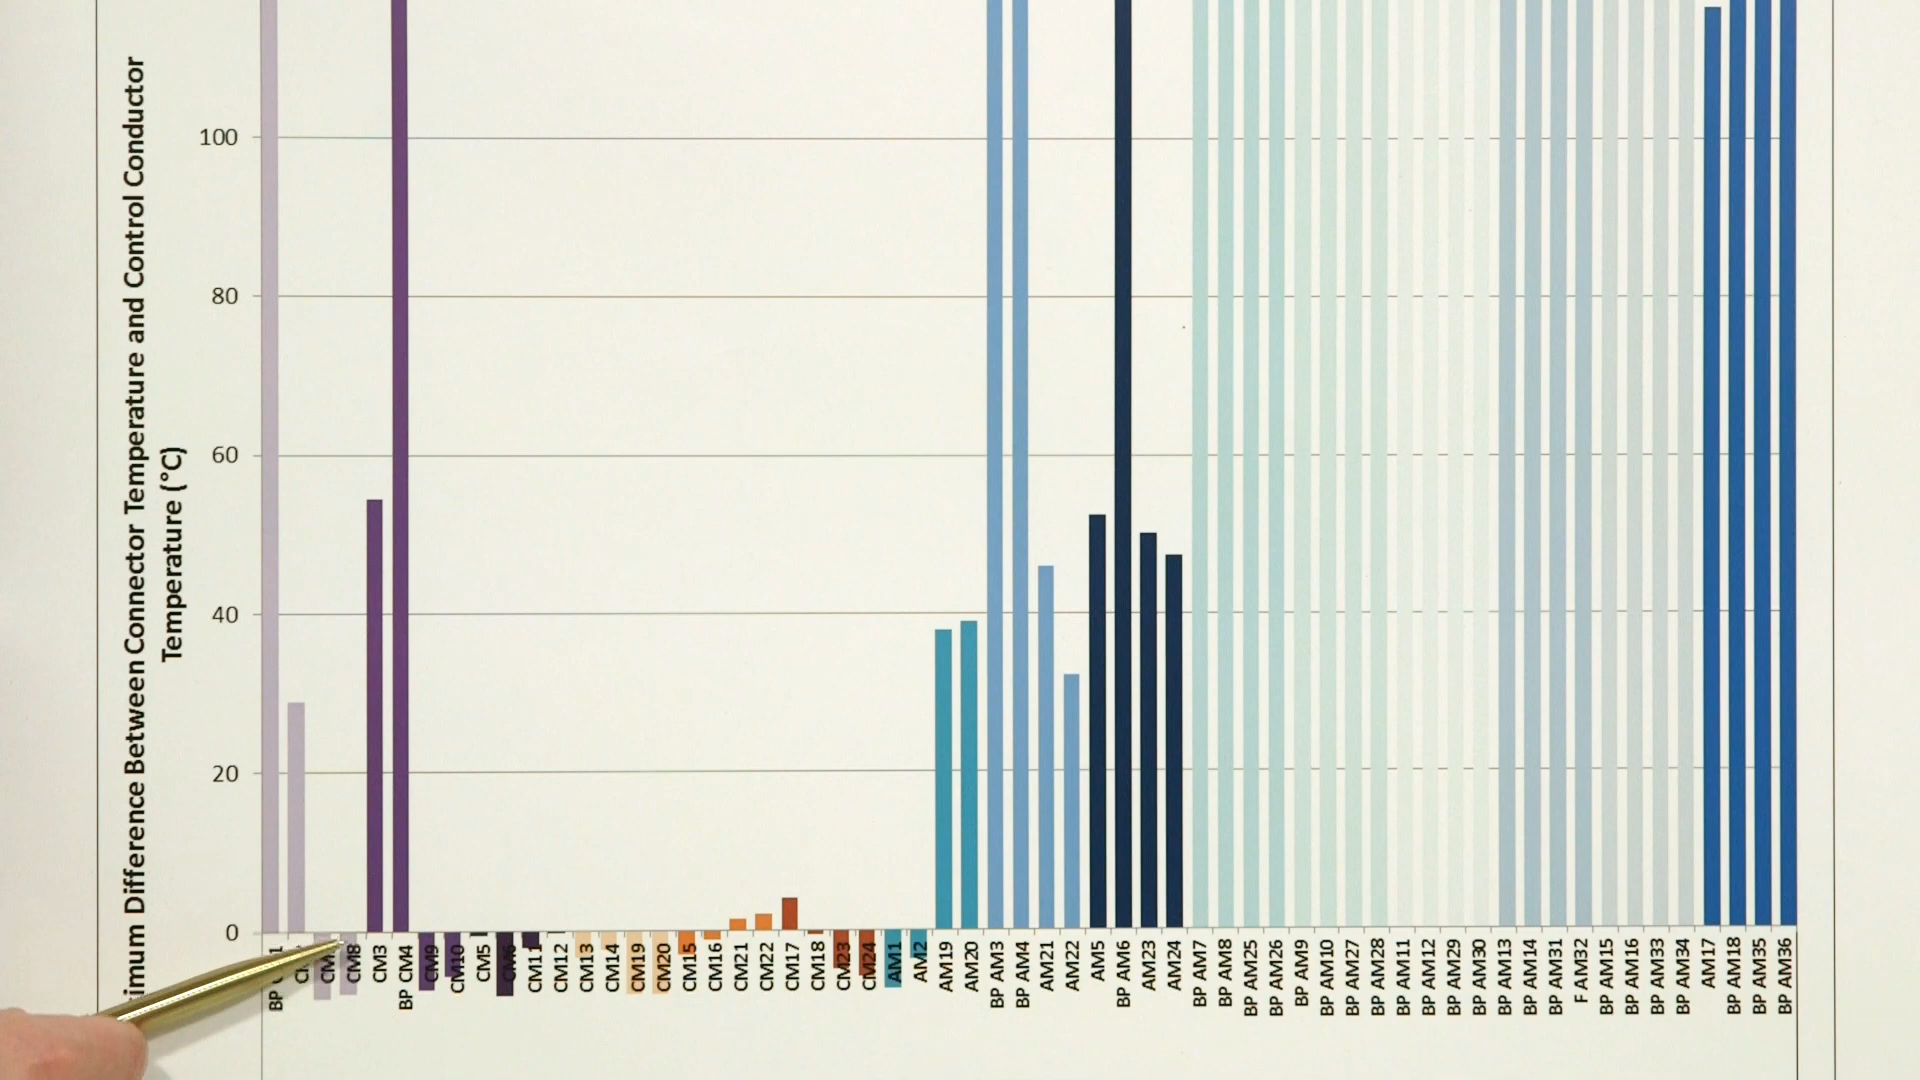 Difference Between Connector Temperature and Control Conductor
Temperature (°C)
100
80
60
40
20
0
BP
CM8
CM3
BP CM4
CM9
CM10
CM5
CM6
CM11
CM12
CM13
CM14
CM19
CM20
CM15
CM16
CM21
CM22
CM17
CM18
CM23
CM24
AM1
AM2
AM19
AM20
BP AM3
BP AM4
AM21
AM22
AM5
BP AM6
AM23
AM24
BP AM7
BP AM8
BP AM25
BP AM26
BP AM9
BP AM10
BP AM27
BP AM28
BP AM11
BP AM12
BP AM29
BP AM30
BP AM13
BP AM14
BP AM31
F AM32
BP AM15
BP AM16
BP AM33
BP AM34
AM17
BP AM18
BP AM35
BP AM36